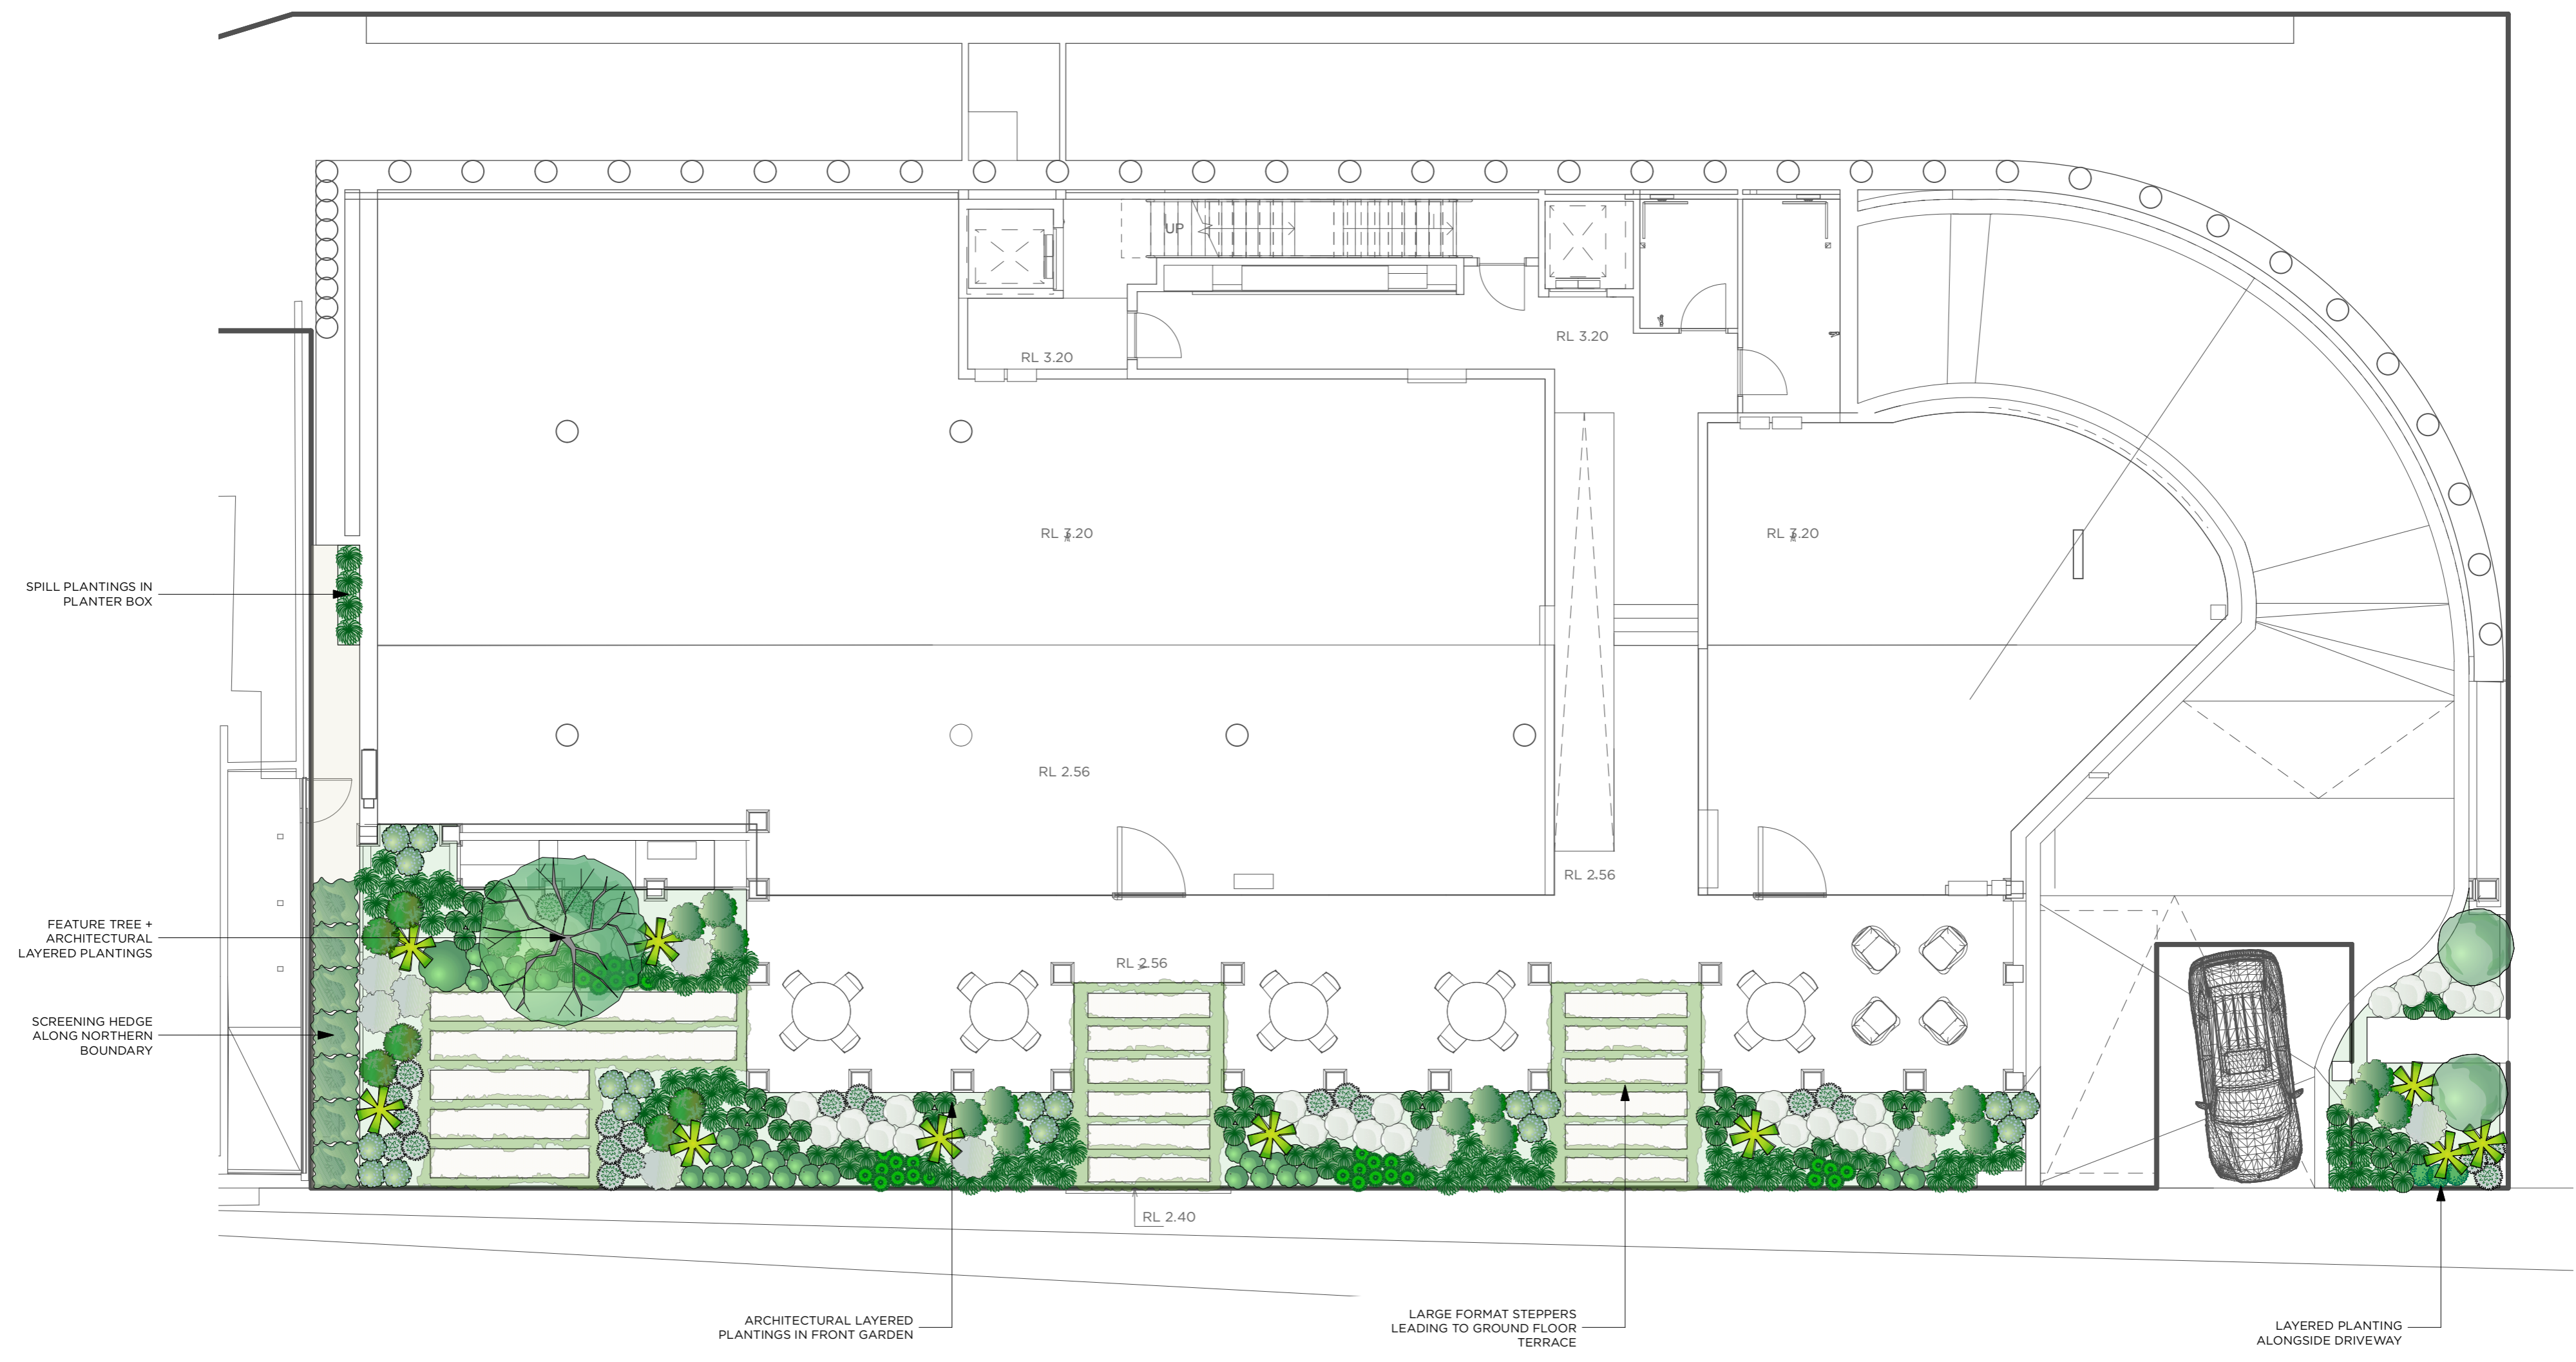 UP
RL 3.20
RL 3.20
RL 3.20
RL 3.20
SPILL PLANTINGS IN
PLANTER BOX
RL 2.56
RL 2.56
FEATURE TREE +
ARCHITECTURAL
LAYERED PLANTINGS
RL 2.56
SCREENING HEDGE
ALONG NORTHERN
BOUNDARY
RL 2.40
ARCHITECTURAL LAYERED
PLANTINGS IN FRONT GARDEN
LARGE FORMAT STEPPERS
LEADING TO GROUND FLOOR
TERRACE
LAYERED PLANTING
ALONGSIDE DRIVEWAY